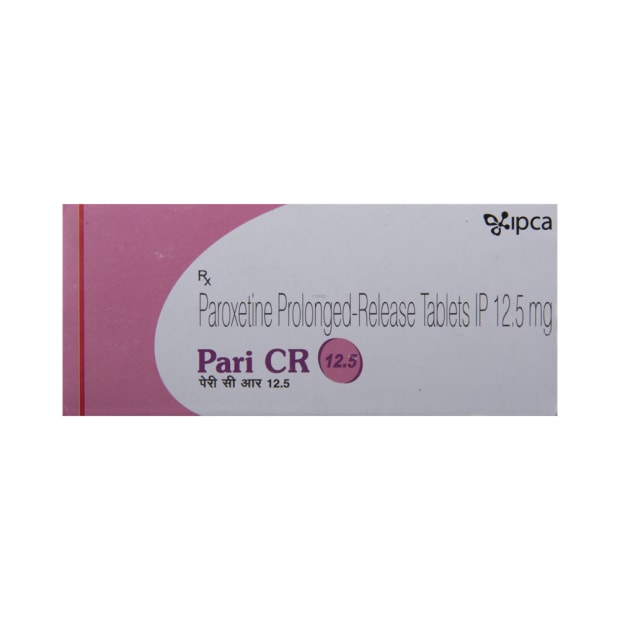 ipca
Rx
Paroxetine Prolonged-Release Tablets IP 12.5 mg
Pari CR 12.5
पेरी सी आर 12.5